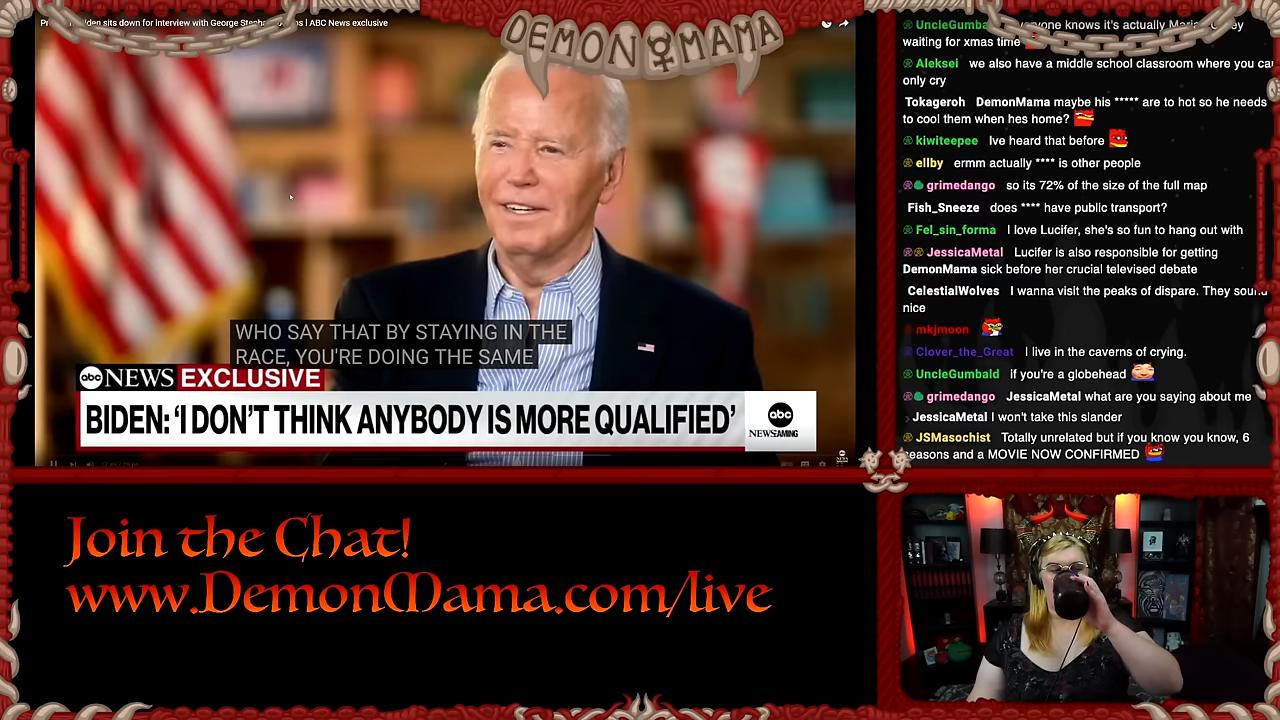 iden sits down for interview with George
ns | ABC News exclusive
DEMON MAMA
WHO SAY THAT BY STAYING IN THE
RACE, YOU'RE DOING THE SAME
abc NEWS EXCLUSIVE
BIDEN: ‘I DON’T THINK ANYBODY IS MORE QUALIFIED’
abc
Join the Chat!
www.DemonMama.com/live
UncleGumba
yone knows it's actually
waiting for xmas time
Aleksei we also have a middle school classroom where you ca
only cry
Tokageroh DemonMama maybe his ***** are to hot so he needs
to cool them when hes home?
kiwiteepee Ive heard that before
ellby ermm actually **** is other people
grimedango so its 72% of the size of the full map
Fish_Sneeze does **** have public transport?
Fel_sin_forma I love Lucifer, she's so fun to hang out with
JessicaMetal Lucifer is also responsible for getting
DemonMama sick before her crucial televised debate
CelestialWolves I wanna visit the peaks of dispare. They sound
nice
mkjmoon
Clover_the_Great I live in the caverns of crying.
UncleGumbald if you're a globehead
grimedango JessicaMetal what are you saying about me
JessicaMetal I won't take this slander
JSMasochist Totally unrelated but if you know you know, 6
seasons and a MOVIE NOW CONFIRMED